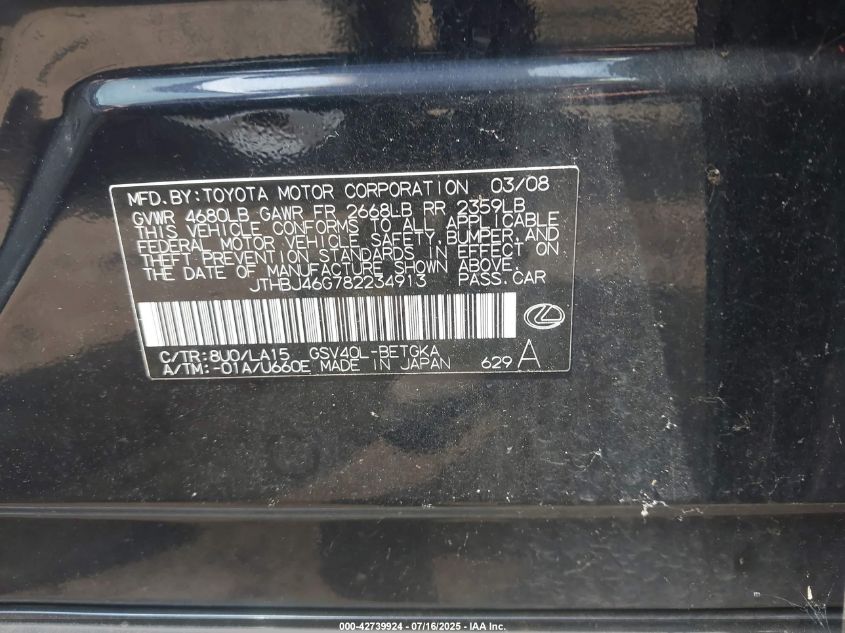 MFD.BY:TOYOTA MOTOR CORPORATION 03/08
GVWR 4680LB GAWR FR 2668LB RR 2359LB
THIS VEHICLE CONFORMS TO ALL APPLICABLE
FEDERAL MOTOR VEHICLE SAFETY,BUMPER,AND
THEFT PREVENTION STANDARDS IN EFFECT ON
THE DATE OF MANUFACTURE SHOWN ABOVE.
JTHBJ46G782234913 PASS.CAR
C/TR:8U0/LA15 GSV40L-BETGKA
A/TM:-01A/U660E MADE IN JAPAN 629 A
000-42739924 - 07/16/2025 - IAA Inc.